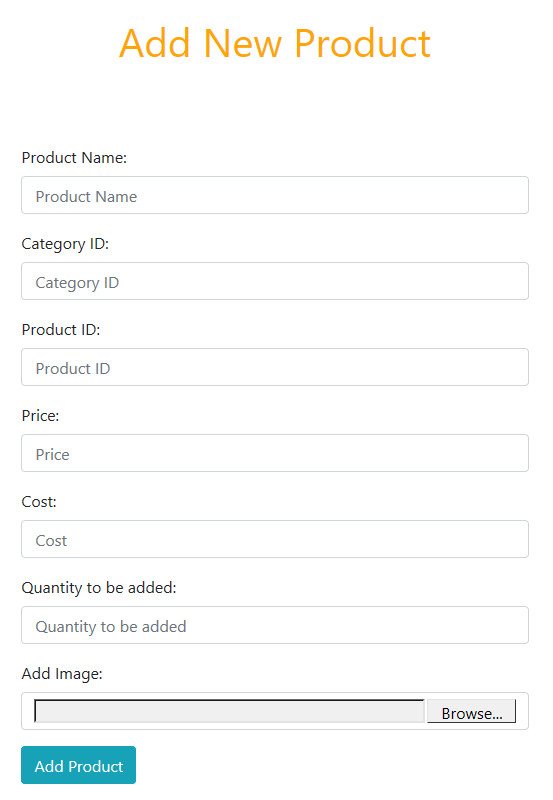 Add New Product
Product Name:
Product Name
Category ID:
Category ID
Product ID:
Product ID
Price:
Price
Cost:
Cost
Quantity to be added:
Quantity to be added
Add Image:
Browse...
Add Product